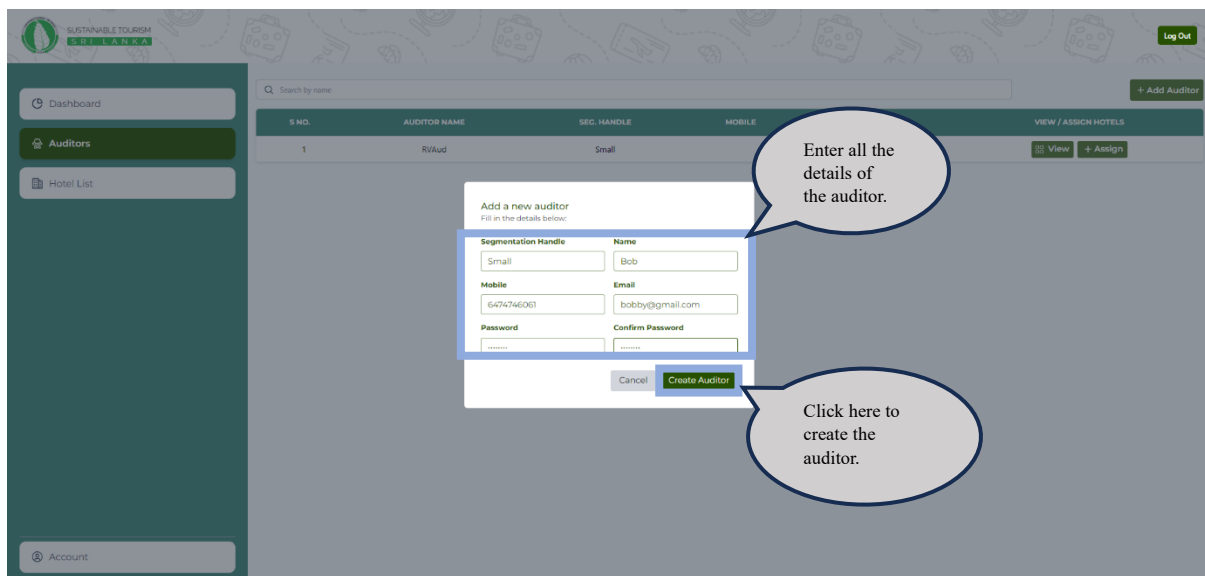 SUSTAINABLE TOURISM
SRI LANKA
Log Out
Dashboard
Auditors
Hotel List
Account
Search by name
+ Add Auditor
S NO. AUDITOR NAME SEG. HANDLE MOBILE VIEW / ASSIGN HOTELS
1 RVAud Small View + Assign
Enter all the
details of
the auditor.
Add a new auditor
Fill in the details below:
Segmentation Handle Name
Small Bob
Mobile Email
6474746061 bobby@gmail.com
Password Confirm Password
........ ........
Cancel Create Auditor
Click here to
create the
auditor.